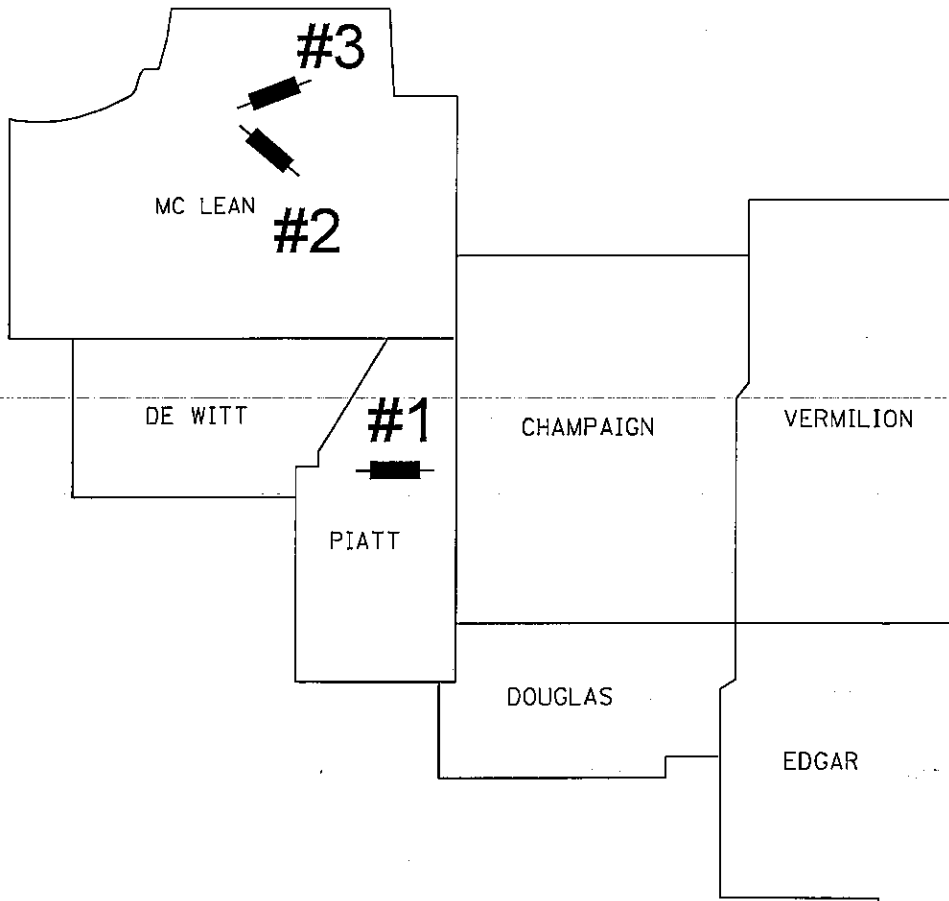 #3
MC LEAN
#2
DE WITT
#1
CHAMPAIGN
VERMILION
PIATT
DOUGLAS
EDGAR